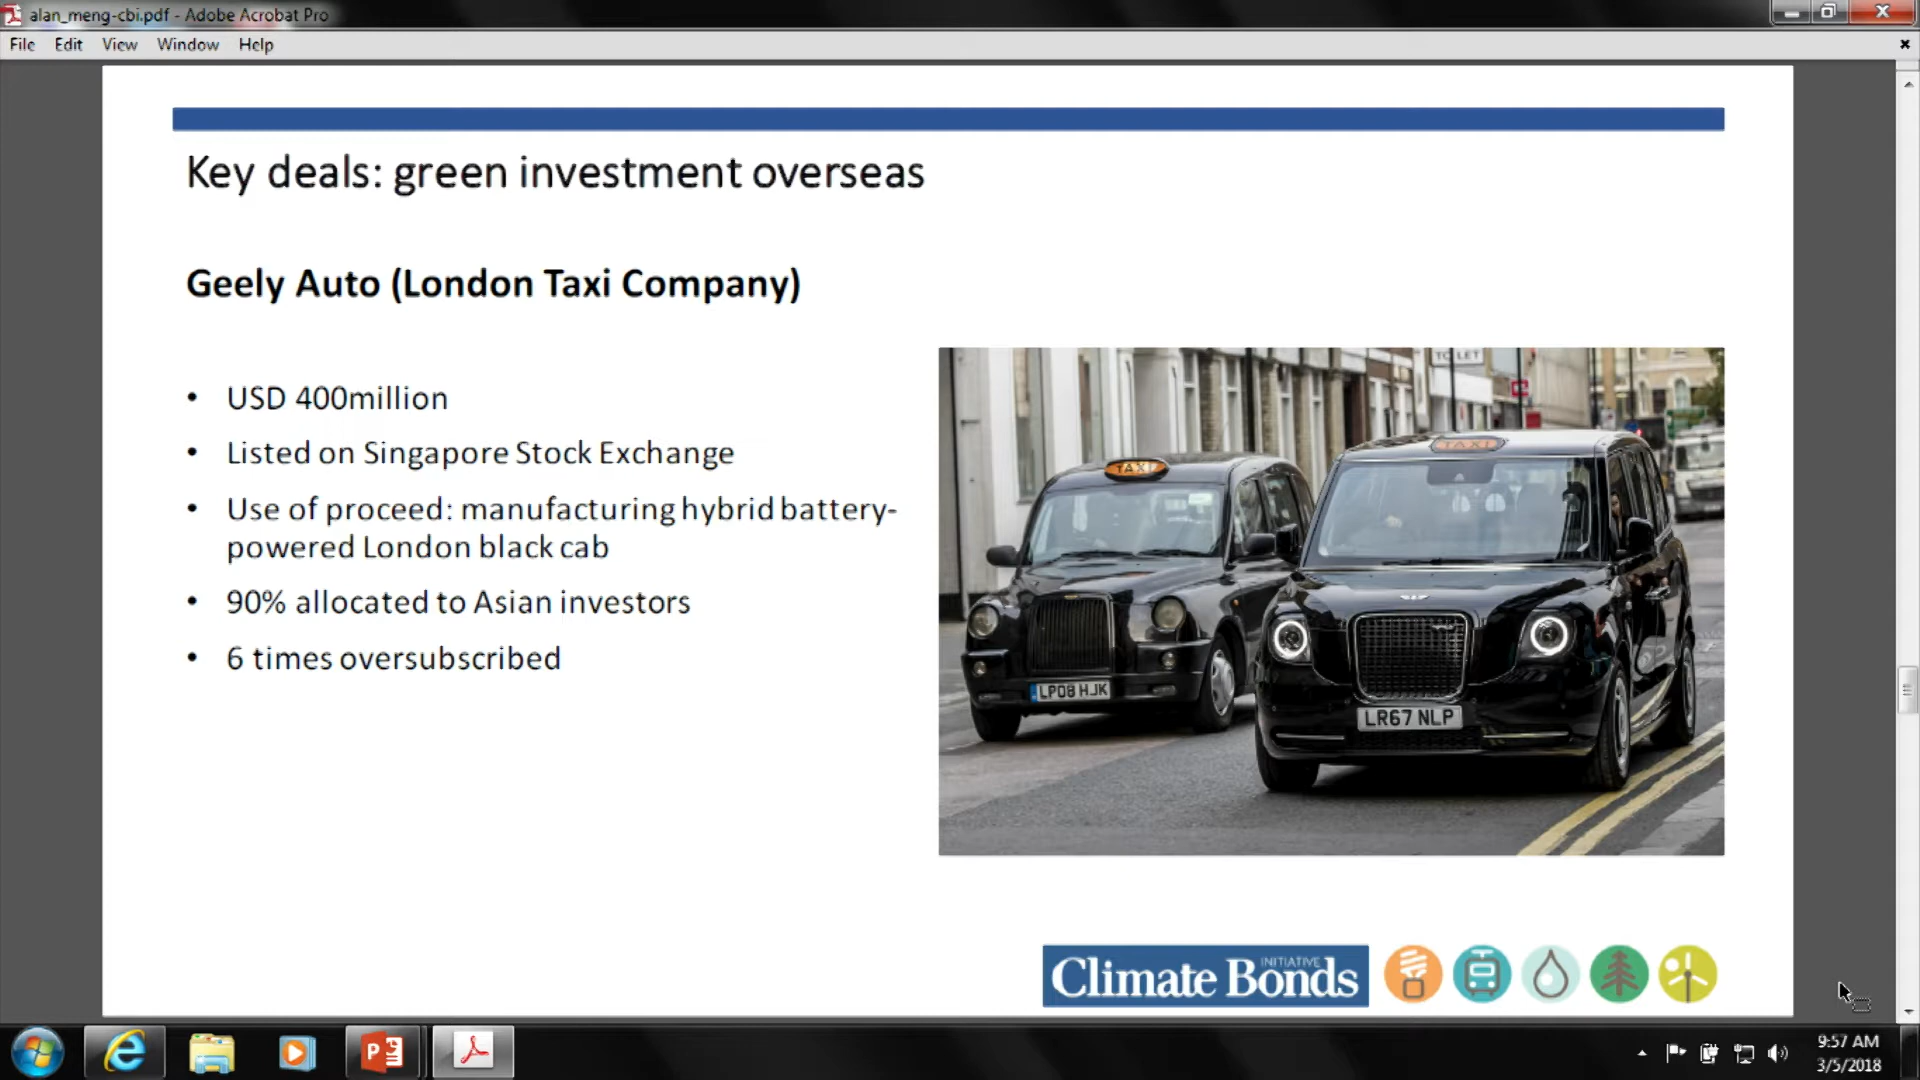 alan_meng-cbi.pdf - Adobe Acrobat Pro
File Edit View Window Help
Key deals: green investment overseas
Geely Auto (London Taxi Company)
• USD 400million
• Listed on Singapore Stock Exchange
• Use of proceed: manufacturing hybrid battery-
powered London black cab
• 90% allocated to Asian investors
• 6 times oversubscribed
TO LET
TAXI
TAXI
LP08 HJK
LR67 NLP
Climate Bonds INITIATIVE
9:57 AM
3/5/2018